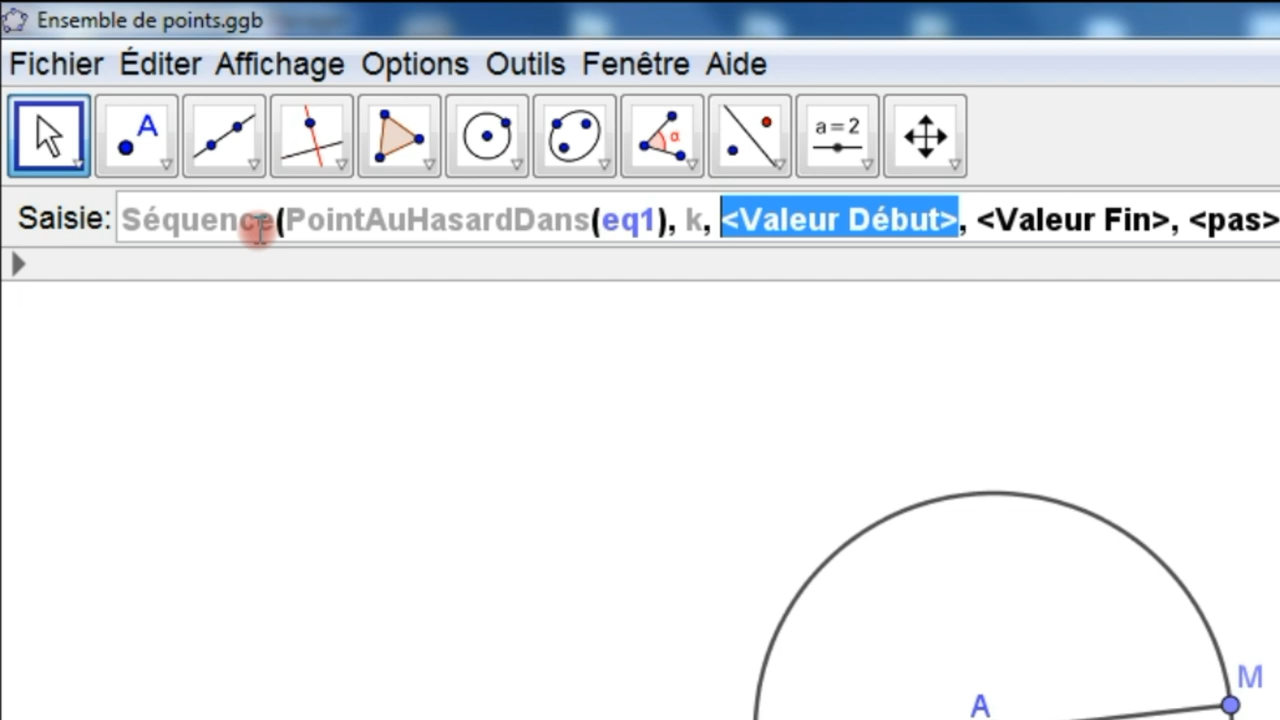 Ensemble de points.ggb
Fichier Éditer Affichage Options Outils Fenêtre Aide
A α a=2
Saisie: Séquence(PointAuHasardDans(eq1), k, <Valeur Début>, <Valeur Fin>, <pas>
M
A